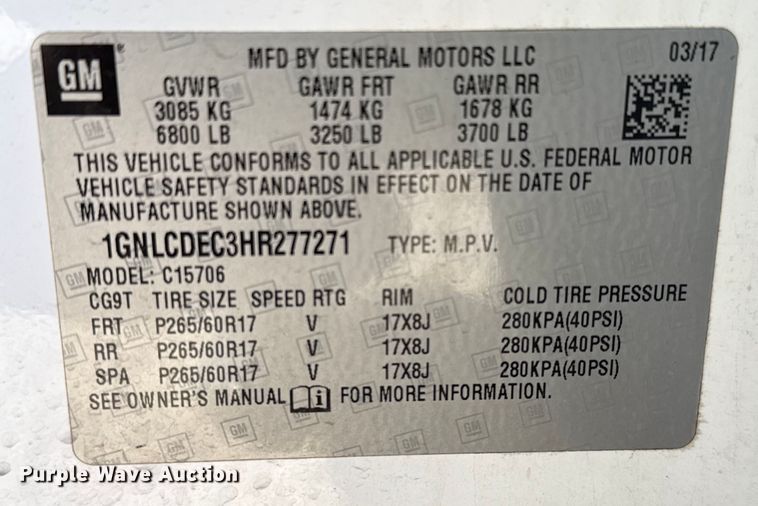 GM
MFD BY GENERAL MOTORS LLC 03/17
GVWR GAWR FRT GAWR RR
3085 KG 1474 KG 1678 KG
6800 LB 3250 LB 3700 LB
THIS VEHICLE CONFORMS TO ALL APPLICABLE U.S. FEDERAL MOTOR
VEHICLE SAFETY STANDARDS IN EFFECT ON THE DATE OF
MANUFACTURE SHOWN ABOVE.
1GNLCDEC3HR277271 TYPE: M.P.V.
MODEL: C15706
CG9T TIRE SIZE SPEED RTG RIM COLD TIRE PRESSURE
FRT P265/60R17 V 17X8J 280KPA(40PSI)
RR P265/60R17 V 17X8J 280KPA(40PSI)
SPA P265/60R17 V 17X8J 280KPA(40PSI)
SEE OWNER'S MANUAL i FOR MORE INFORMATION.
Purple Wave Auction